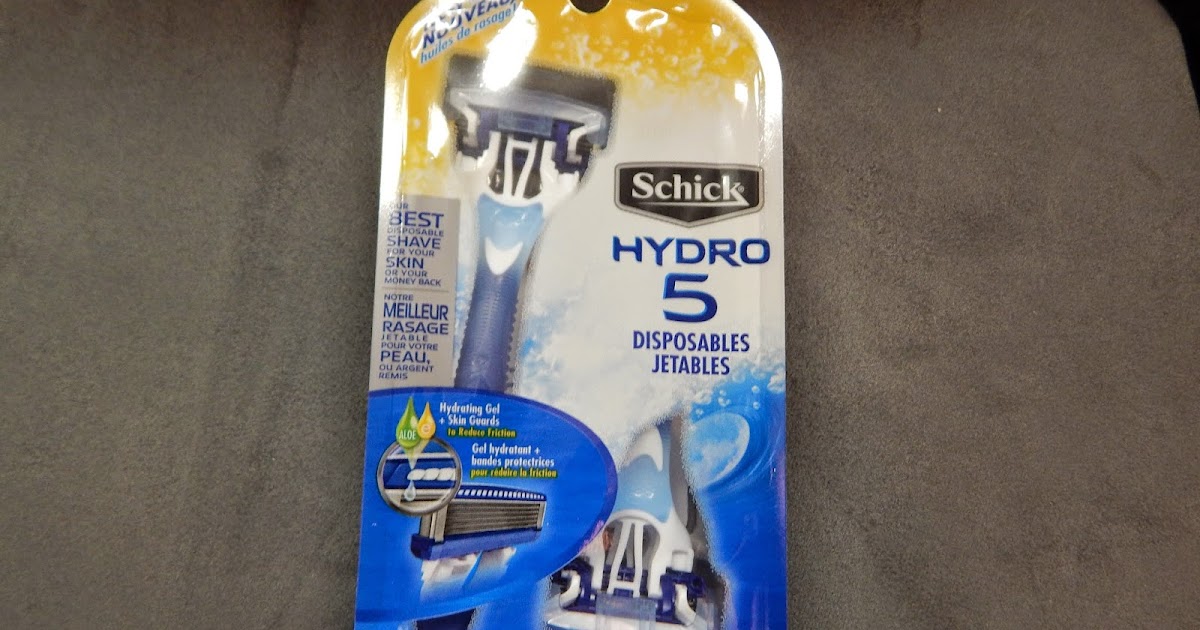 NOUVEAU
huiles de rasage!
Schick
HYDRO
5
DISPOSABLES
JETABLES
OUR
BEST
DISPOSABLE
SHAVE
FOR YOUR
SKIN
OR YOUR
MONEY BACK
NOTRE
MEILLEUR
RASAGE
JETABLE
POUR VOTRE
PEAU,
OU ARGENT
REMIS
ALOE
E
Hydrating Gel
+ Skin Guards
to Reduce Friction
Gel hydratant +
bandes protectrices
pour réduire la friction